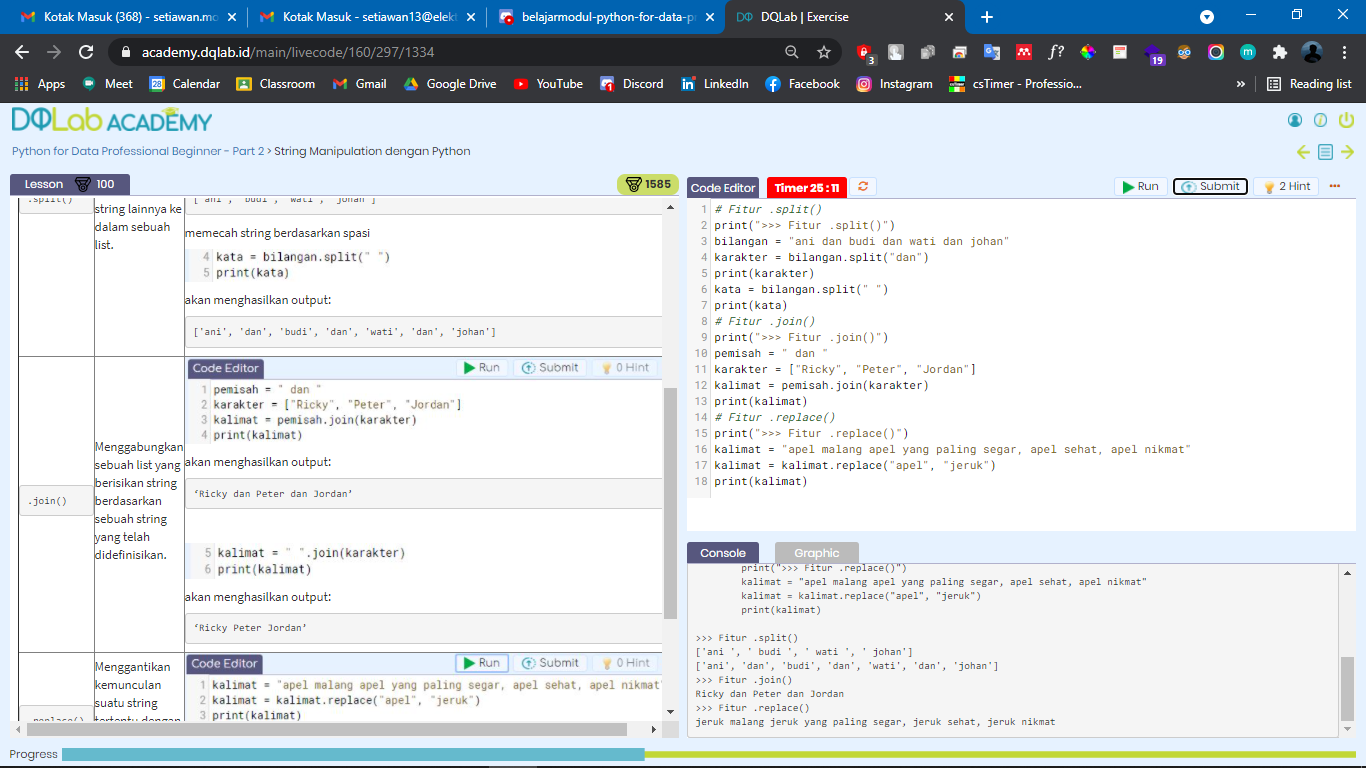 Kotak Masuk (368) - setiawan.mo
Kotak Masuk - setiawan13@elekt
belajarmodul-python-for-data-pr
DQLab | Exercise
academy.dqlab.id/main/livecode/160/297/1334
3
f?
19
m
Apps
Meet
28
Calendar
Classroom
Gmail
Google Drive
YouTube
Discord
LinkedIn
Facebook
Instagram
csTimer - Professio...
»
Reading list
DQLab ACADEMY
Python for Data Professional Beginner - Part 2 > String Manipulation dengan Python
Lesson 100
1585
.split()
string lainnya ke
dalam sebuah
list.
['ani ', ' budi ', ' wati ', ' johan']
memecah string berdasarkan spasi
4 kata = bilangan.split(" ")
5 print(kata)
akan menghasilkan output:
['ani', 'dan', 'budi', 'dan', 'wati', 'dan', 'johan']
.join()
Menggabungkan
sebuah list yang
berisikan string
berdasarkan
sebuah string
yang telah
didefinisikan.
Code Editor
Run
Submit
0 Hint
1 pemisah = " dan "
2 karakter = ["Ricky", "Peter", "Jordan"]
3 kalimat = pemisah.join(karakter)
4 print(kalimat)
akan menghasilkan output:
‘Ricky dan Peter dan Jordan’
5 kalimat = " ".join(karakter)
6 print(kalimat)
akan menghasilkan output:
‘Ricky Peter Jordan’
.replace()
Menggantikan
kemunculan
suatu string
tertentu dengan
Code Editor
Run
Submit
0 Hint
1 kalimat = "apel malang apel yang paling segar, apel sehat, apel nikmat"
2 kalimat = kalimat.replace("apel", "jeruk")
3 print(kalimat)
Code Editor
Timer 25 : 11
Run
Submit
2 Hint
1 # Fitur .split()
2 print(">>> Fitur .split()")
3 bilangan = "ani dan budi dan wati dan johan"
4 karakter = bilangan.split("dan")
5 print(karakter)
6 kata = bilangan.split(" ")
7 print(kata)
8 # Fitur .join()
9 print(">>> Fitur .join()")
10 pemisah = " dan "
11 karakter = ["Ricky", "Peter", "Jordan"]
12 kalimat = pemisah.join(karakter)
13 print(kalimat)
14 # Fitur .replace()
15 print(">>> Fitur .replace()")
16 kalimat = "apel malang apel yang paling segar, apel sehat, apel nikmat"
17 kalimat = kalimat.replace("apel", "jeruk")
18 print(kalimat)
Console
Graphic
print(">>> Fitur .replace()")
kalimat = "apel malang apel yang paling segar, apel sehat, apel nikmat"
kalimat = kalimat.replace("apel", "jeruk")
print(kalimat)
>>> Fitur .split()
['ani ', ' budi ', ' wati ', ' johan']
['ani', 'dan', 'budi', 'dan', 'wati', 'dan', 'johan']
>>> Fitur .join()
Ricky dan Peter dan Jordan
>>> Fitur .replace()
jeruk malang jeruk yang paling segar, jeruk sehat, jeruk nikmat
Progress